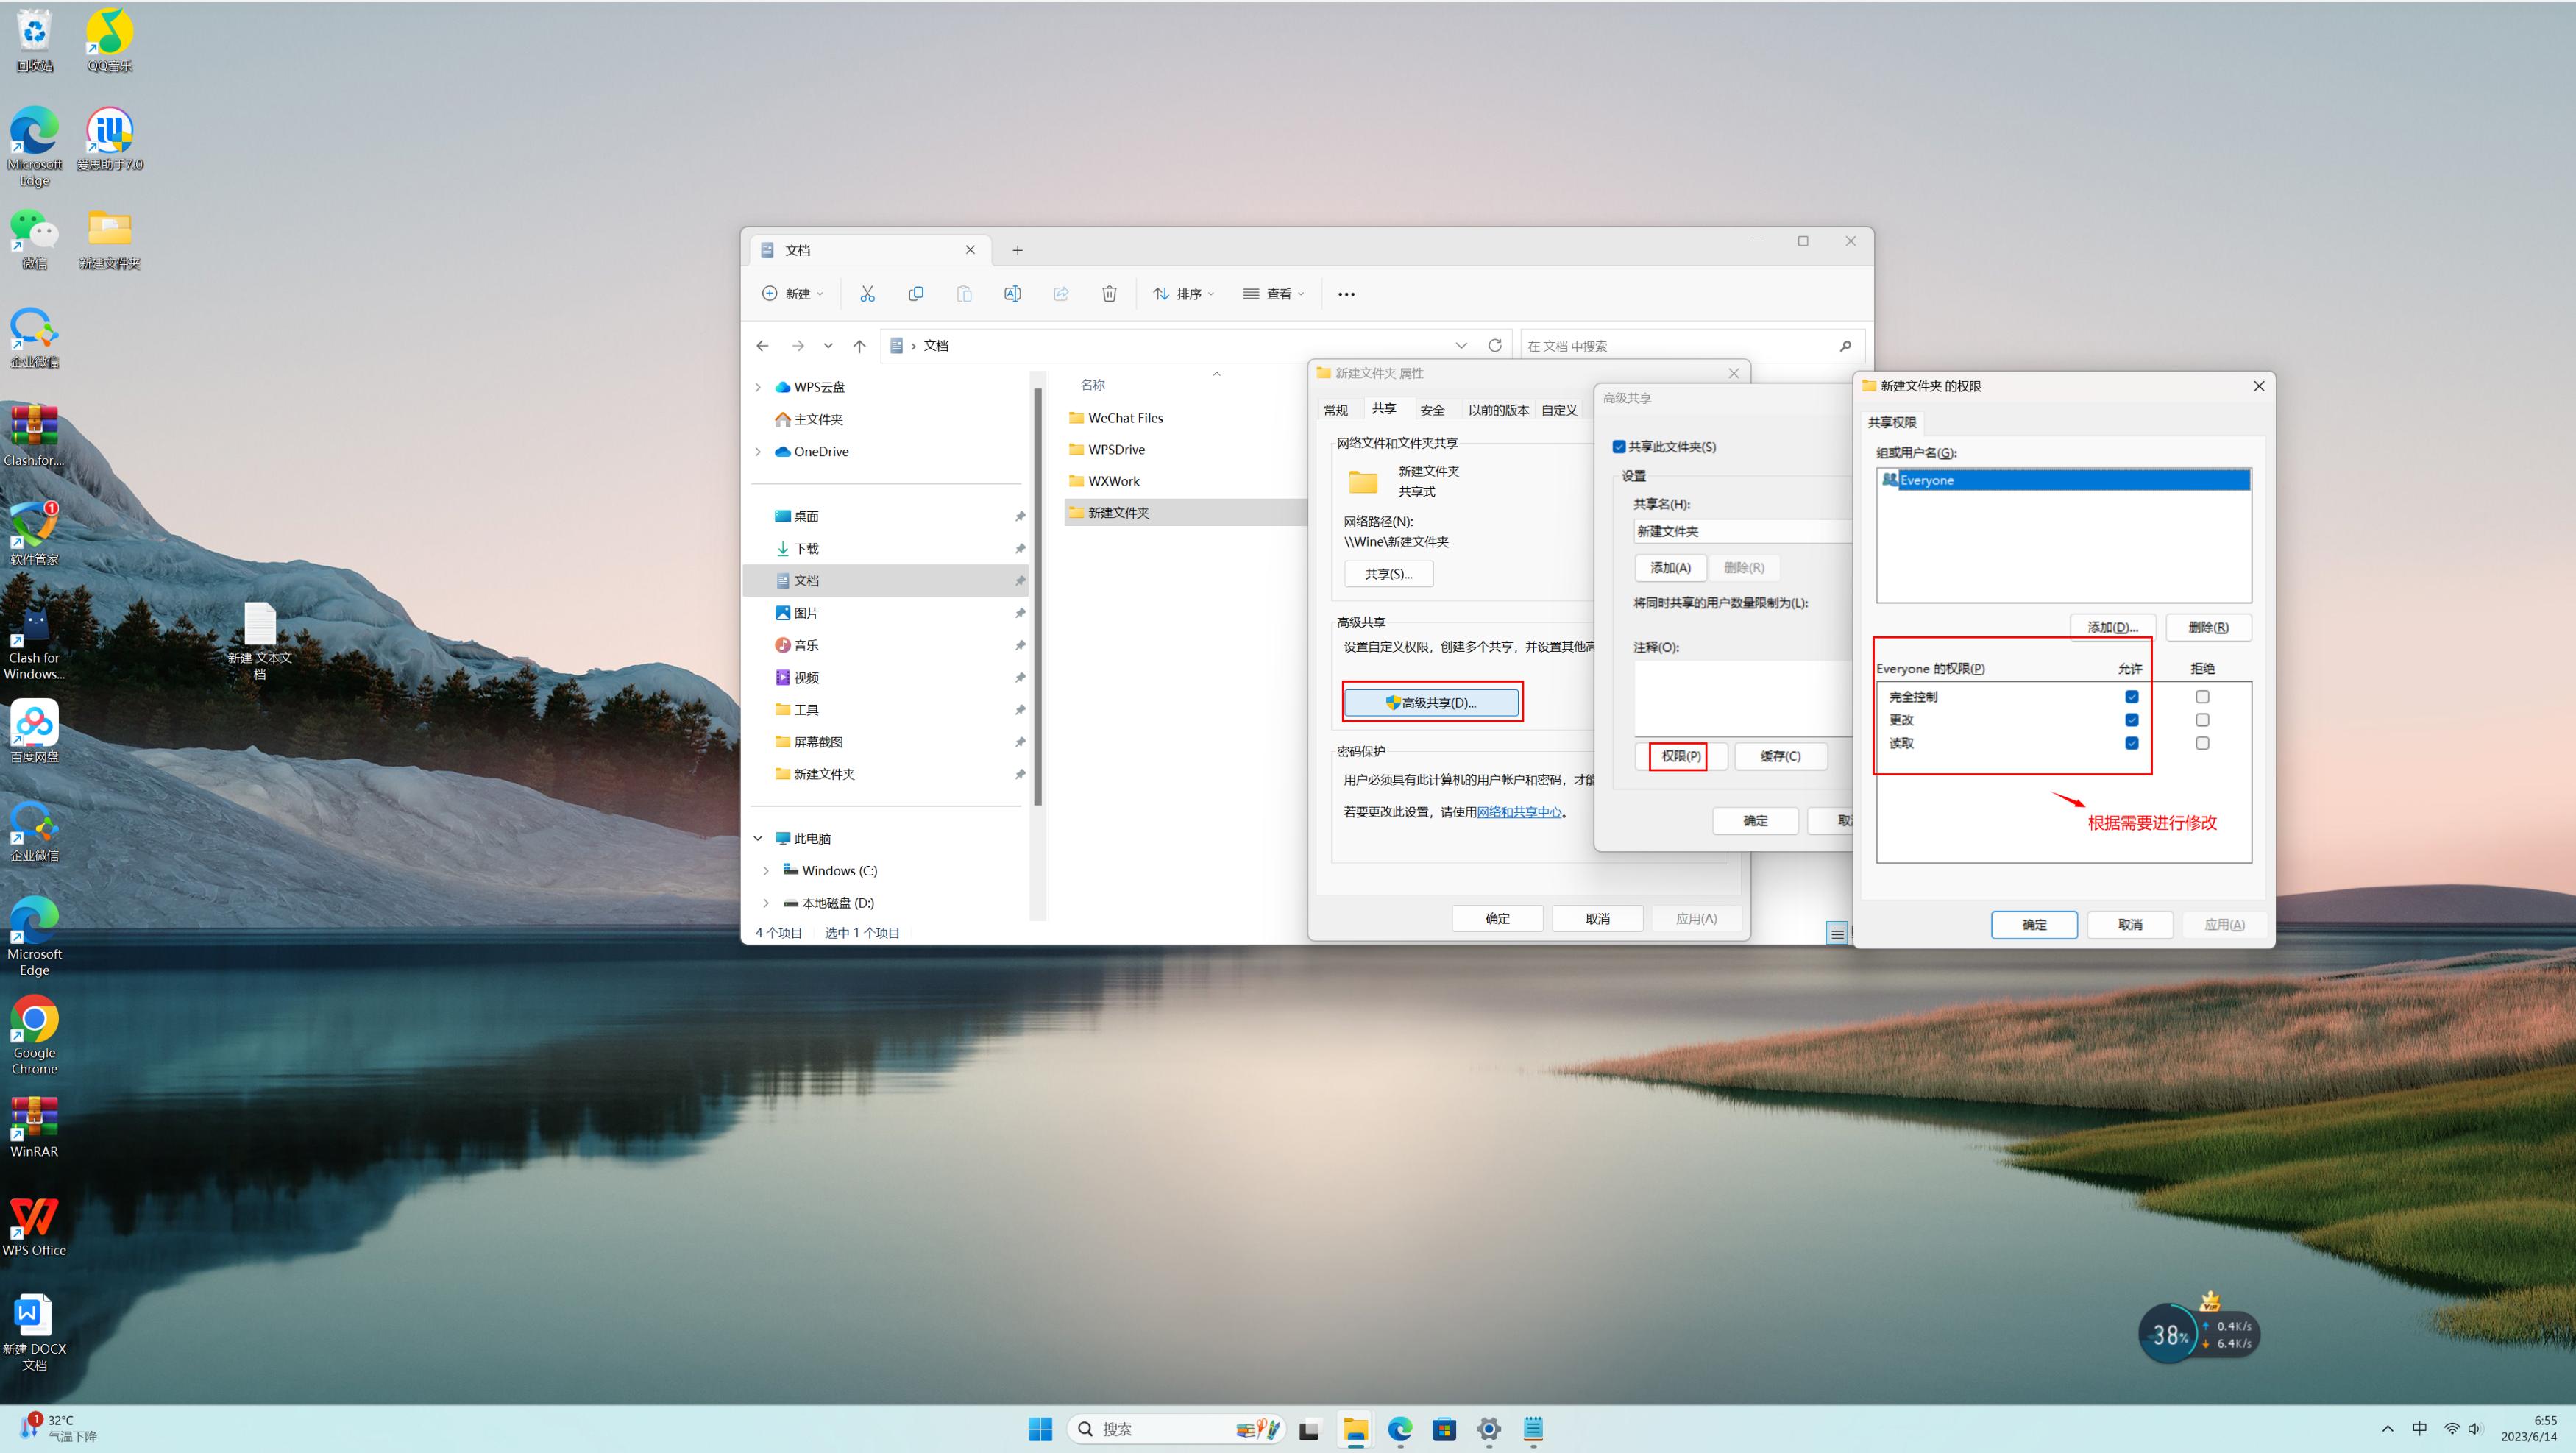 回收站
QQ音乐
Microsoft
Edge
爱思助手7.0
微信
新建文件夹
企业微信
Clash.for....
1
软件管家
Clash for
Windows...
新建 文本文
档
百度网盘
企业微信
Microsoft
Edge
Google
Chrome
WinRAR
WPS Office
新建 DOCX
文档
文档
新建
排序
查看
文档
在 文档 中搜索
WPS云盘
主文件夹
OneDrive
桌面
下载
文档
图片
音乐
视频
工具
屏幕截图
新建文件夹
此电脑
Windows (C:)
本地磁盘 (D:)
4 个项目 选中 1 个项目
名称
WeChat Files
WPSDrive
WXWork
新建文件夹
新建文件夹 属性
常规 共享 安全 以前的版本 自定义
网络文件和文件夹共享
新建文件夹
共享式
网络路径(N):
\\Wine\新建文件夹
共享(S)...
高级共享
设置自定义权限，创建多个共享，并设置其他高
高级共享(D)...
密码保护
用户必须具有此计算机的用户帐户和密码，才能
若要更改此设置，请使用网络和共享中心。
确定 取消 应用(A)
高级共享
共享此文件夹(S)
设置
共享名(H):
新建文件夹
添加(A) 删除(R)
将同时共享的用户数量限制为(L):
注释(O):
权限(P) 缓存(C)
确定
新建文件夹 的权限
共享权限
组或用户名(G):
Everyone
添加(D)... 删除(R)
Everyone 的权限(P) 允许 拒绝
完全控制
更改
读取
根据需要进行修改
确定 取消 应用(A)
VIP
38% 0.4K/s
6.4K/s
1
32°C
气温下降
搜索
中
6:55
2023/6/14